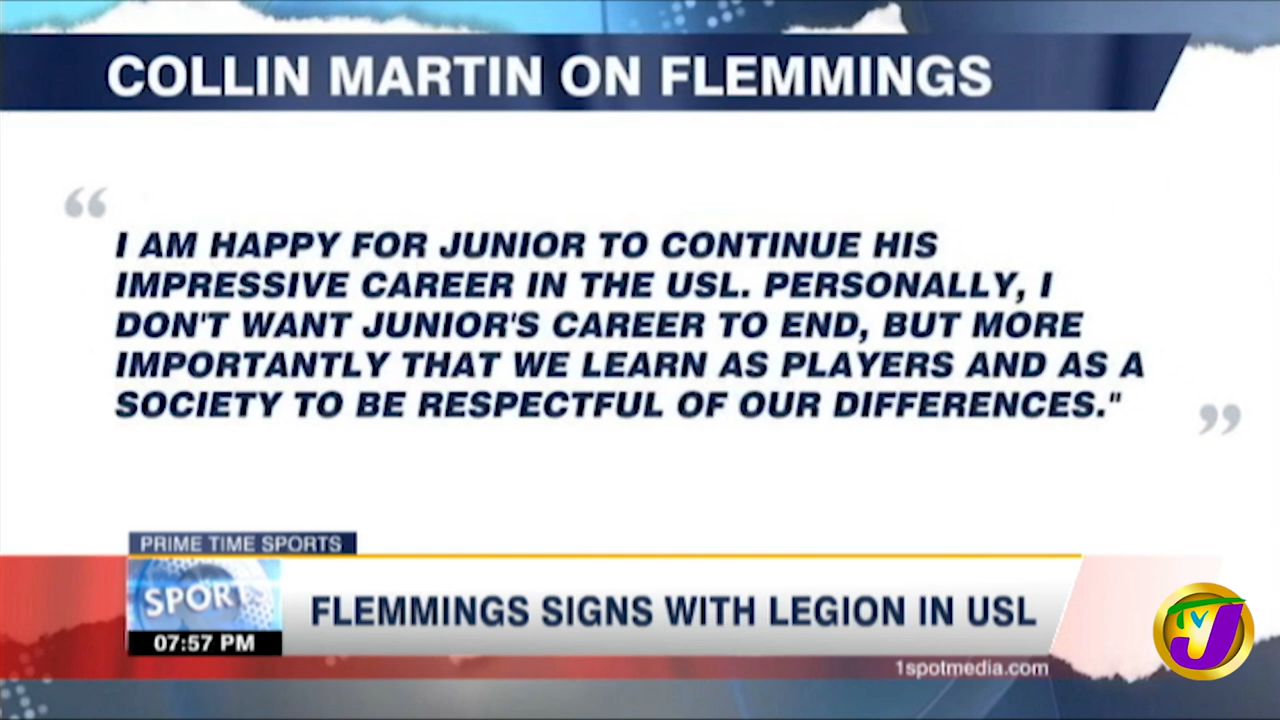 COLLIN MARTIN ON FLEMMINGS
“
I AM HAPPY FOR JUNIOR TO CONTINUE HIS
IMPRESSIVE CAREER IN THE USL. PERSONALLY, I
DON'T WANT JUNIOR'S CAREER TO END, BUT MORE
IMPORTANTLY THAT WE LEARN AS PLAYERS AND AS A
SOCIETY TO BE RESPECTFUL OF OUR DIFFERENCES."
”
PRIME TIME SPORTS
SPORTS
07:57 PM
FLEMMINGS SIGNS WITH LEGION IN USL
1spotmedia.com
TVJ